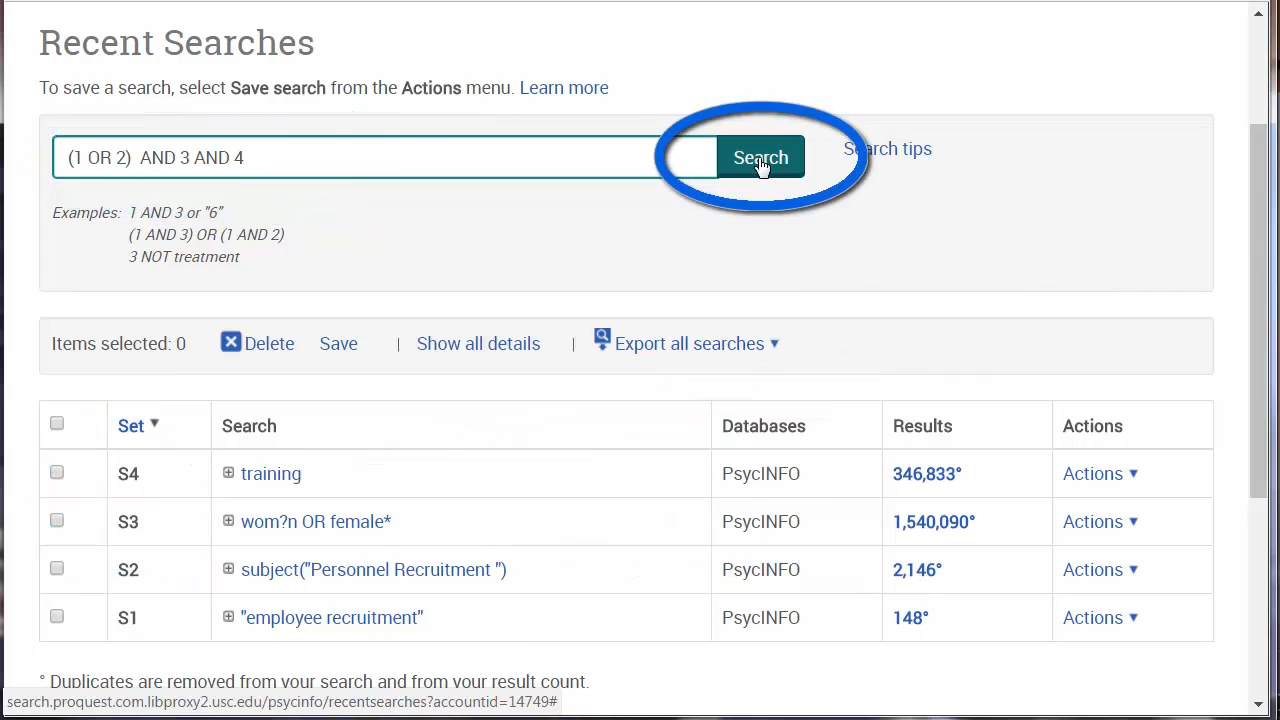 Recent Searches
To save a search, select Save search from the Actions menu. Learn more
(1 OR 2)  AND 3 AND 4
Search
Search tips
Examples: 1 AND 3 or "6"
(1 AND 3) OR (1 AND 2)
3 NOT treatment
Items selected: 0 Delete Save | Show all details | Export all searches
Set Search Databases Results Actions
S4 training PsycINFO 346,833° Actions
S3 wom?n OR female* PsycINFO 1,540,090° Actions
S2 subject("Personnel Recruitment ") PsycINFO 2,146° Actions
S1 "employee recruitment" PsycINFO 148° Actions
° Duplicates are removed from your search and from your result count.
search.proquest.com.libproxy2.usc.edu/psycinfo/recentsearches?accountid=14749#